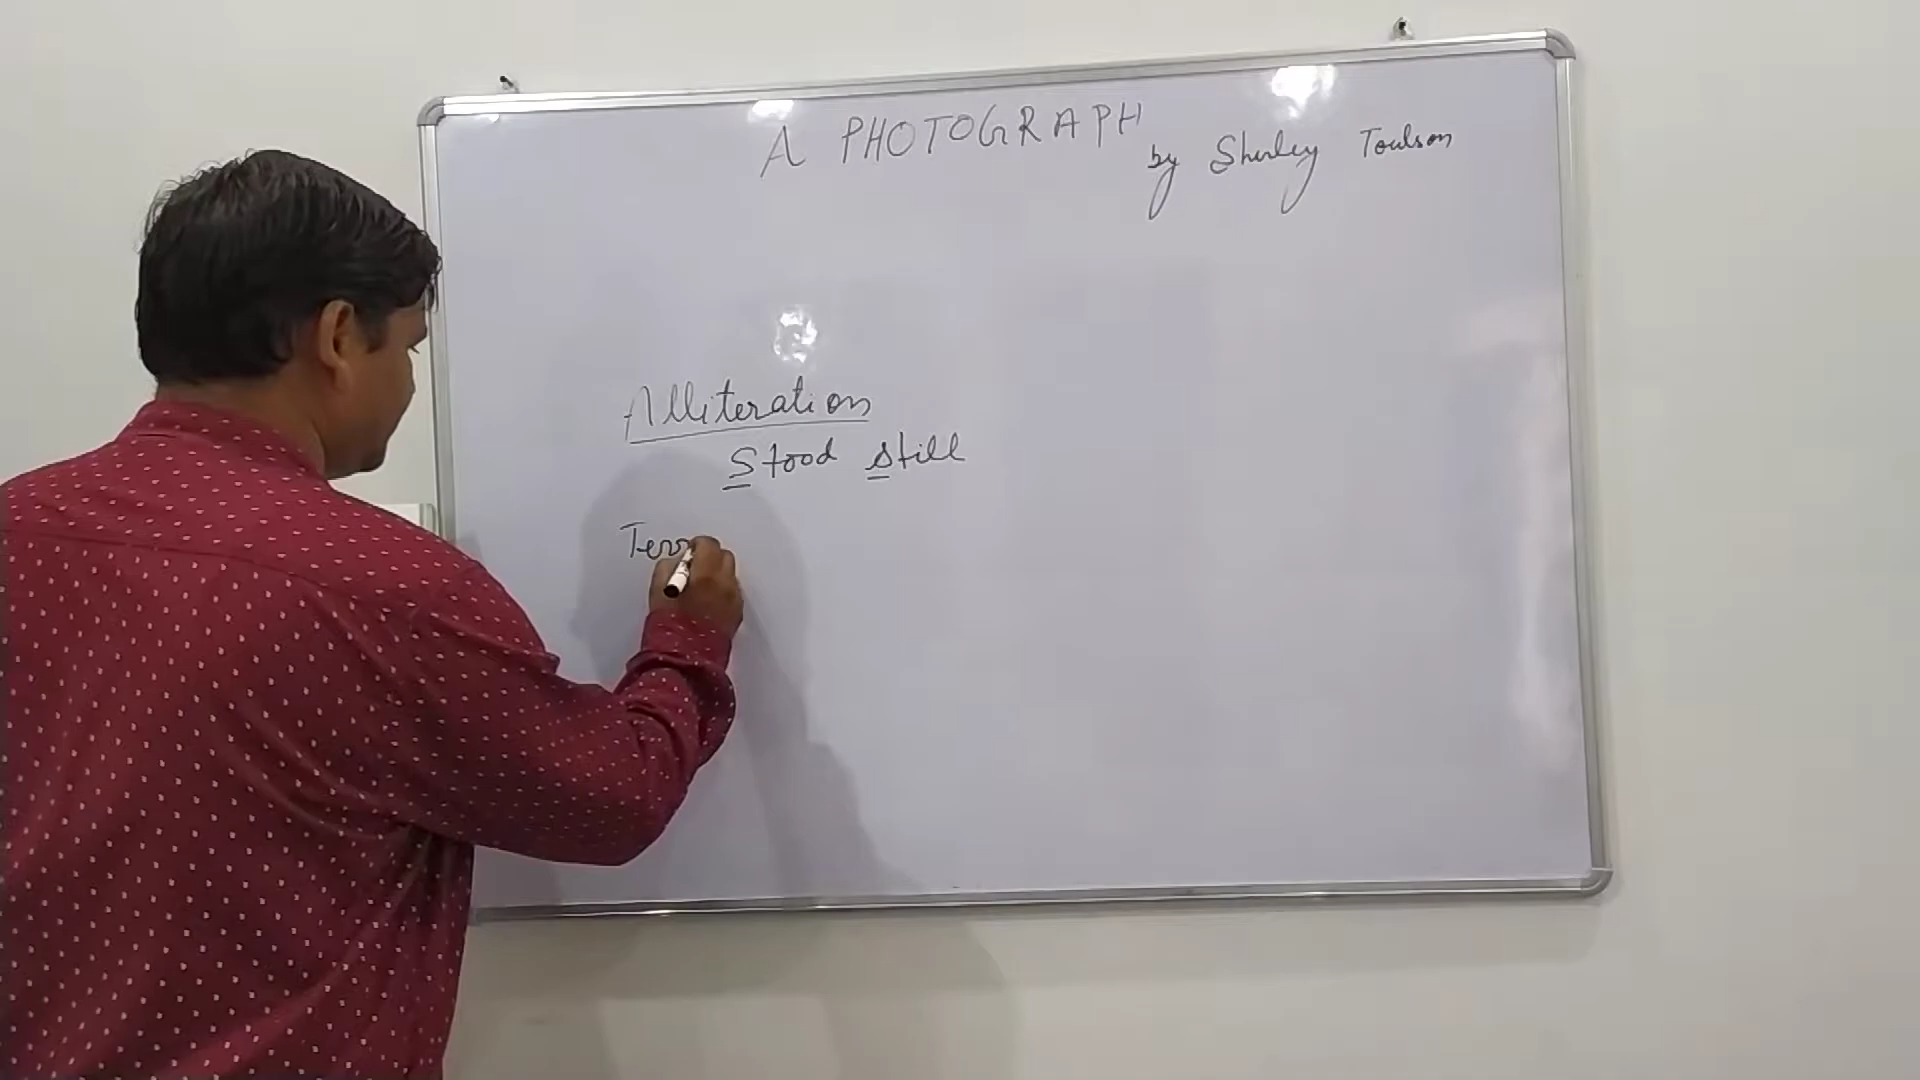 A PHOTOGRAPH
by Shirley Toulson
Alliteration
Stood still
Terr